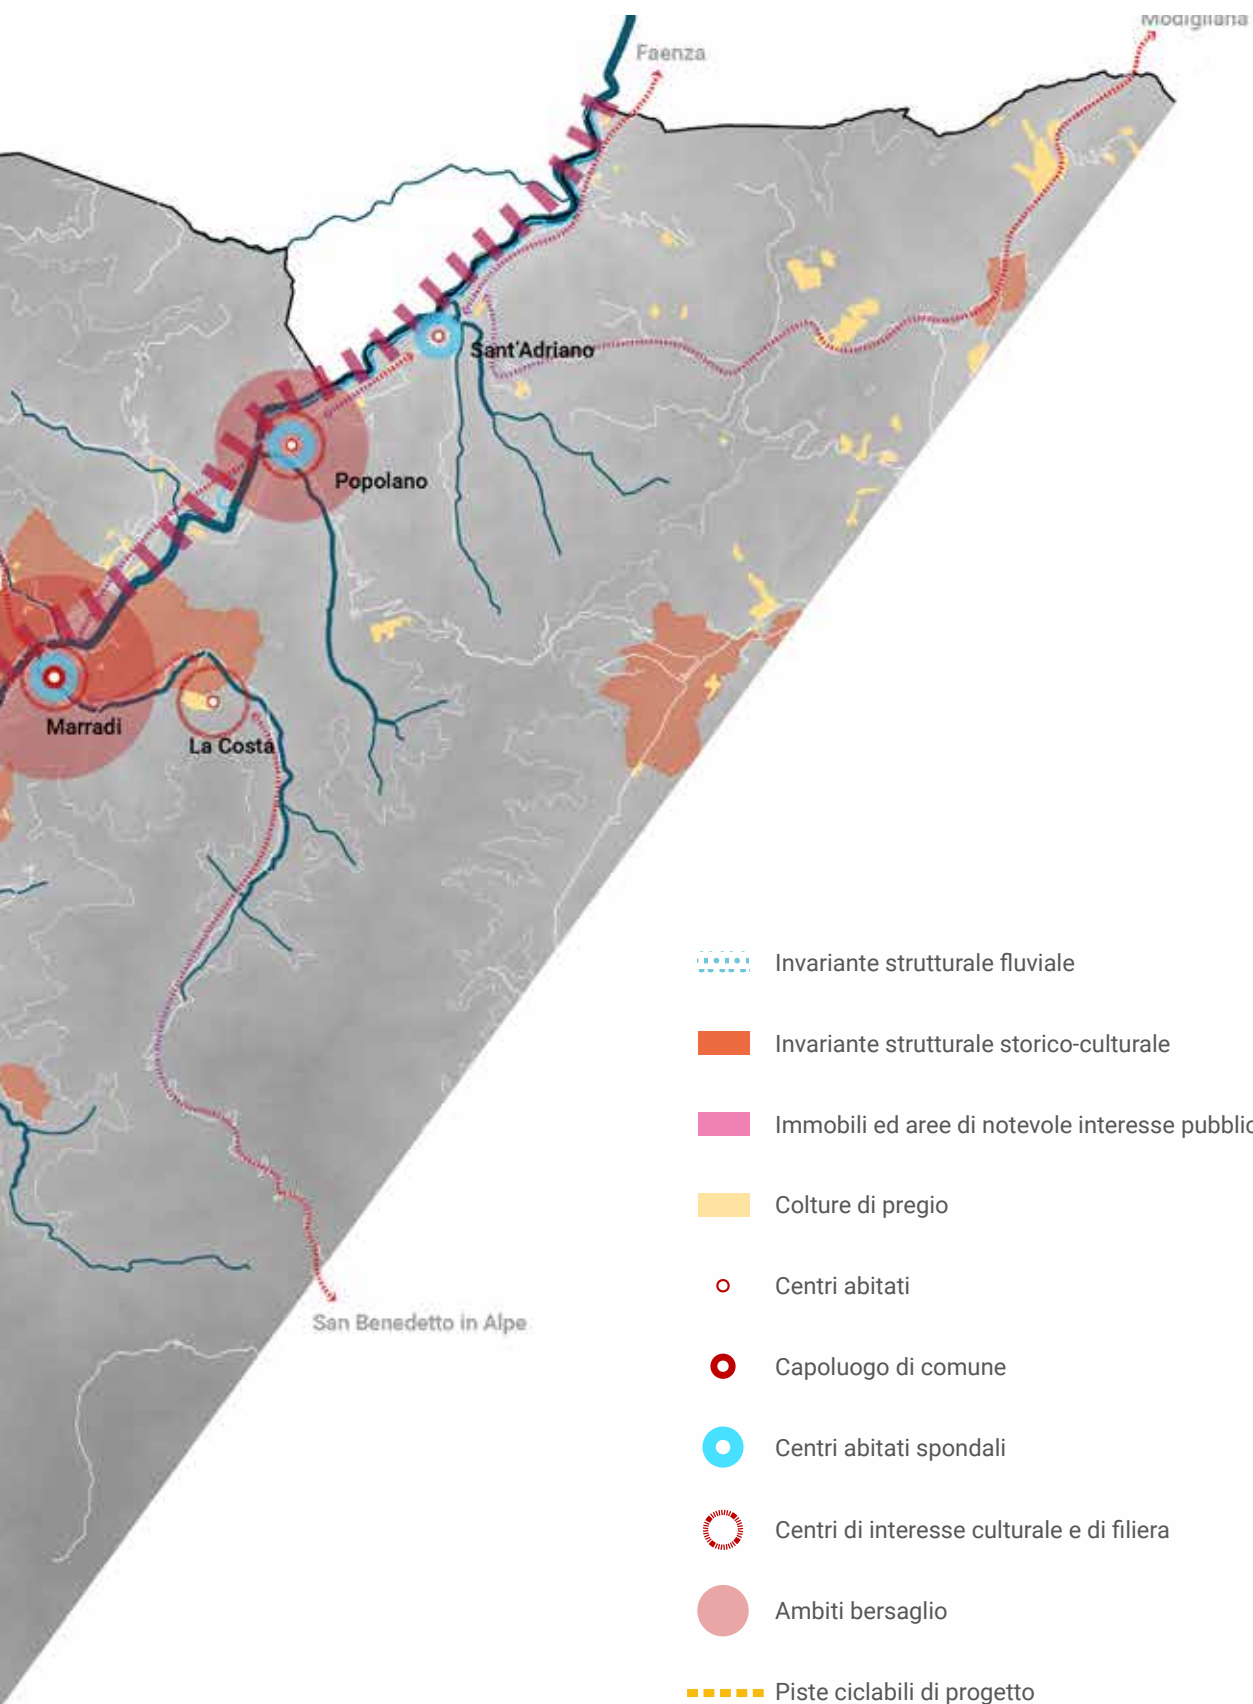 Modigliana
Faenza
Sant'Adriano
Popolano
Marradi
La Costa
San Benedetto in Alpe
Invariante strutturale fluviale
Invariante strutturale storico-culturale
Immobili ed aree di notevole interesse pubblic
Colture di pregio
Centri abitati
Capoluogo di comune
Centri abitati spondali
Centri di interesse culturale e di filiera
Ambiti bersaglio
Piste ciclabili di progetto